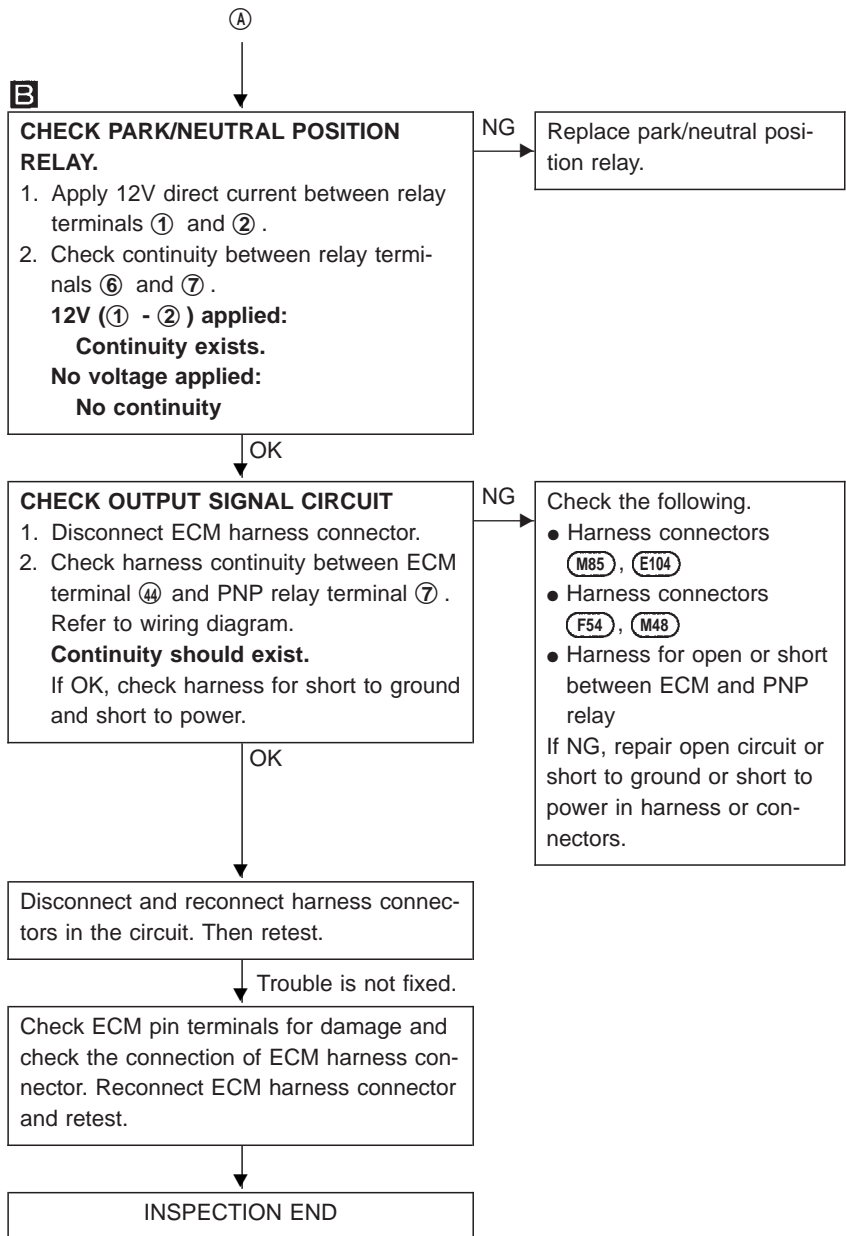 Ⓐ
B
CHECK PARK/NEUTRAL POSITION
RELAY.
1. Apply 12V direct current between relay
terminals ① and ② .
2. Check continuity between relay termi-
nals ⑥ and ⑦ .
12V (① - ② ) applied:
Continuity exists.
No voltage applied:
No continuity
NG
Replace park/neutral posi-
tion relay.
OK
CHECK OUTPUT SIGNAL CIRCUIT
1. Disconnect ECM harness connector.
2. Check harness continuity between ECM
terminal ㊹ and PNP relay terminal ⑦ .
Refer to wiring diagram.
Continuity should exist.
If OK, check harness for short to ground
and short to power.
NG
Check the following.
● Harness connectors
M85 , E104
● Harness connectors
F54 , M48
● Harness for open or short
between ECM and PNP
relay
If NG, repair open circuit or
short to ground or short to
power in harness or con-
nectors.
OK
Disconnect and reconnect harness connec-
tors in the circuit. Then retest.
Trouble is not fixed.
Check ECM pin terminals for damage and
check the connection of ECM harness con-
nector. Reconnect ECM harness connector
and retest.
INSPECTION END